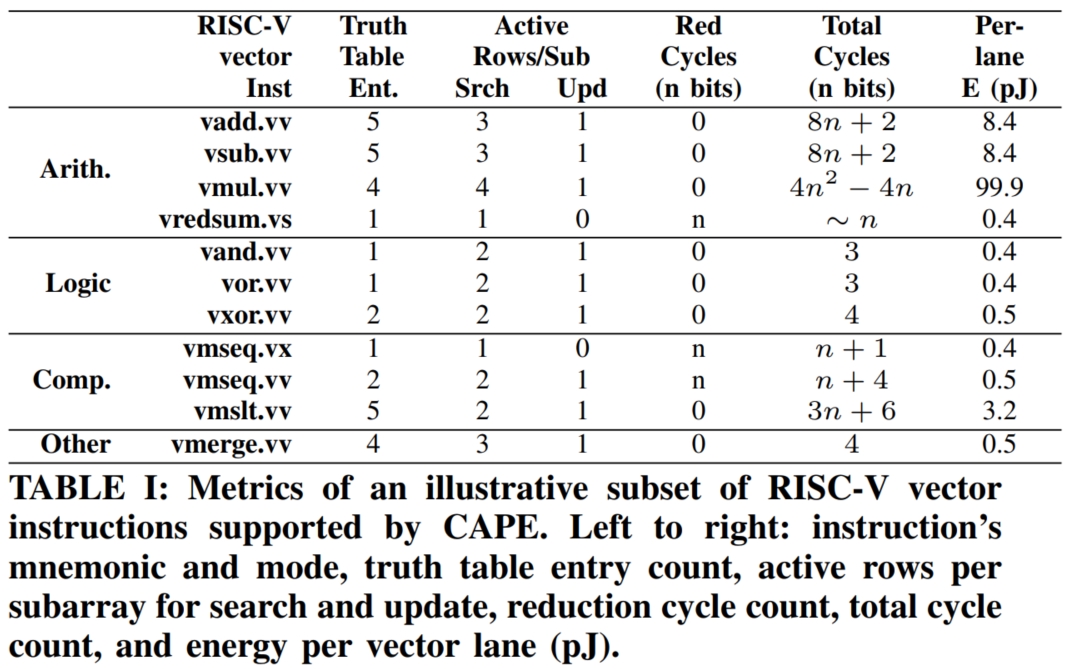 RISC-V Truth Active Red Total Per-
vector Table Rows/Sub Cycles Cycles lane
Inst Ent. Srch Upd (n bits) (n bits) E (pJ)
vadd.vv 5 3 1 0 8n + 2 8.4
vsub.vv 5 3 1 0 8n + 2 8.4
Arith.
vmul.vv 4 4 1 0 4n² − 4n 99.9
vredsum.vs 1 1 0 n ∼ n 0.4
vand.vv 1 2 1 0 3 0.4
Logic vor.vv 1 2 1 0 3 0.4
vxor.vv 2 2 1 0 4 0.5
vmseq.vx 1 1 0 n n + 1 0.4
Comp. vmseq.vv 2 2 1 n n + 4 0.5
vmslt.vv 5 2 1 0 3n + 6 3.2
Other vmerge.vv 4 3 1 0 4 0.5
TABLE I: Metrics of an illustrative subset of RISC-V vector
instructions supported by CAPE. Left to right: instruction's
mnemonic and mode, truth table entry count, active rows per
subarray for search and update, reduction cycle count, total cycle
count, and energy per vector lane (pJ).